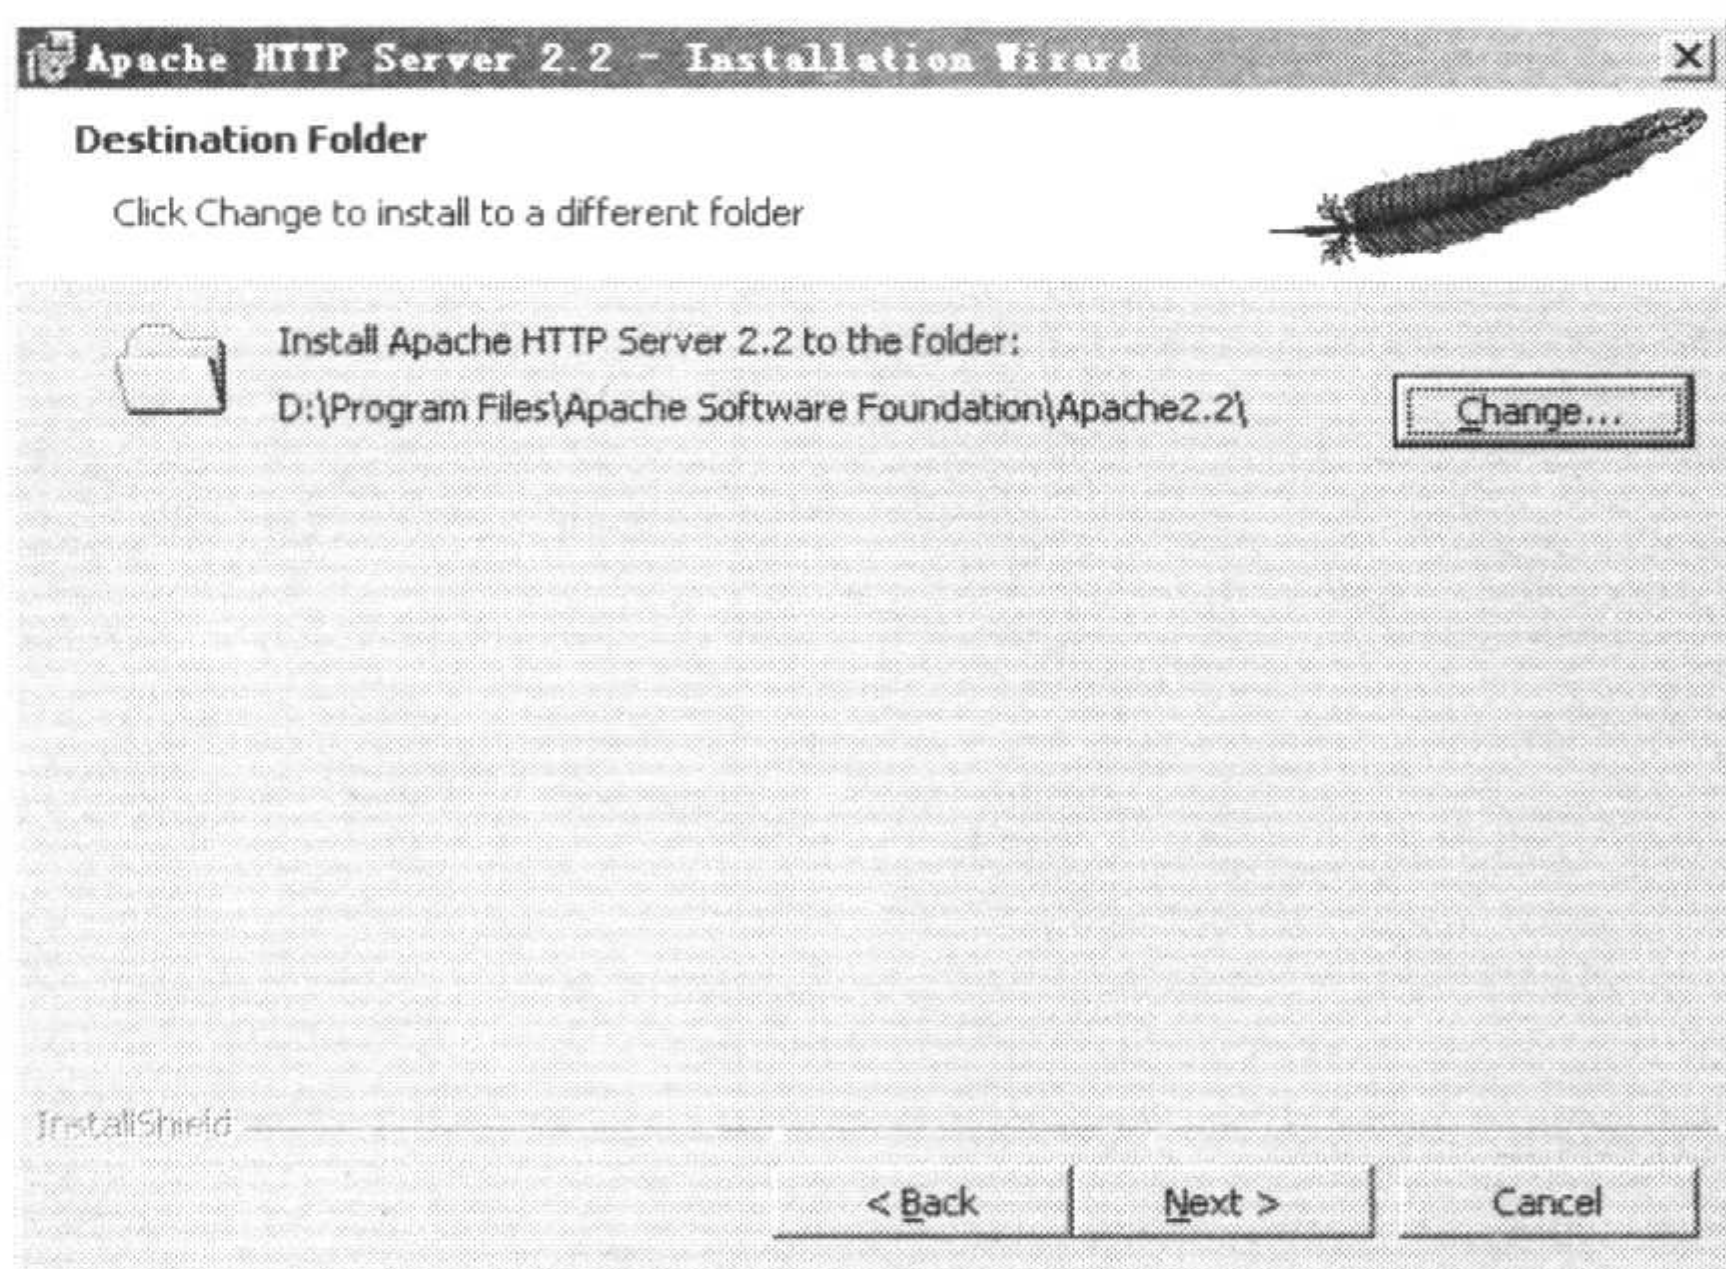 Apache HTTP Server 2.2 - Installation Wizard
Destination Folder
Click Change to install to a different folder
Install Apache HTTP Server 2.2 to the folder:
D:\Program Files\Apache Software Foundation\Apache2.2\
Change...
InstallShield
< Back
Next >
Cancel